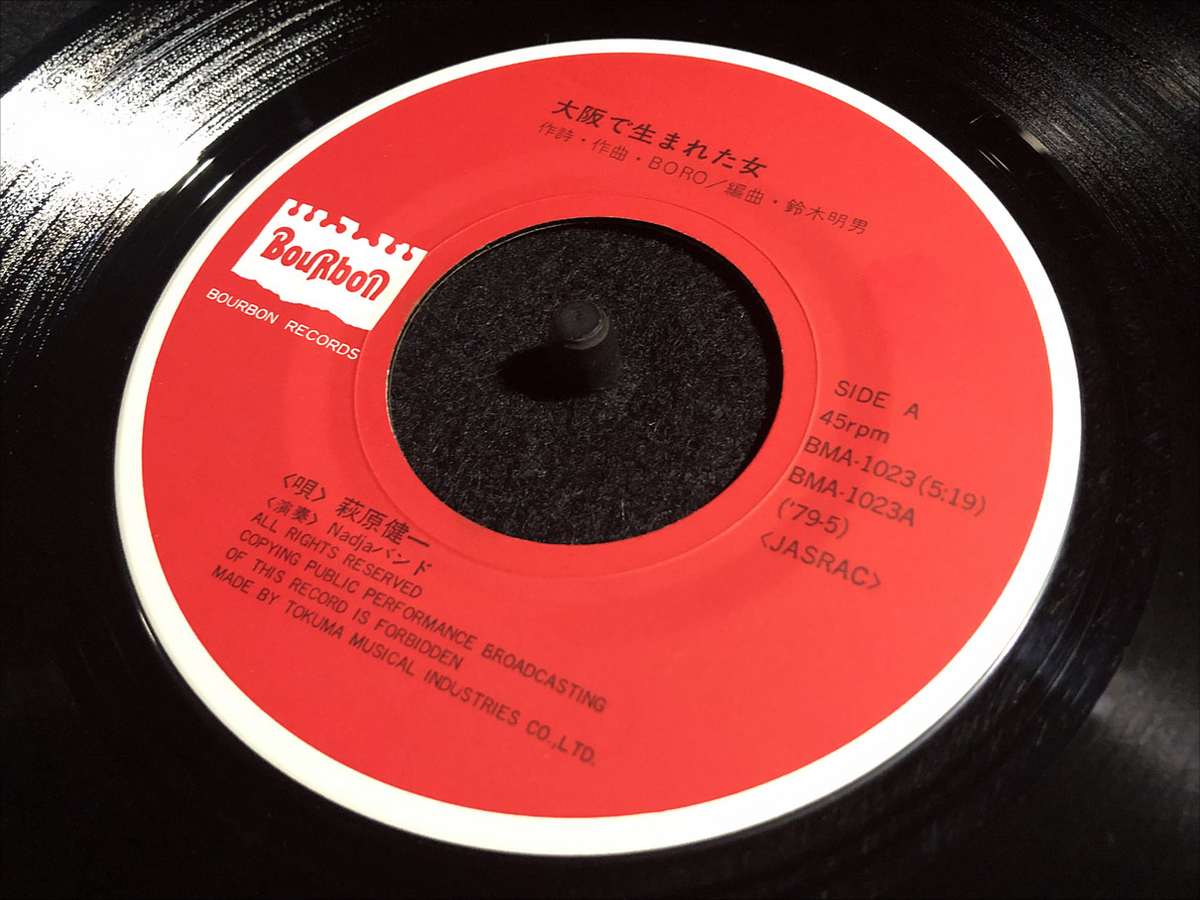 大阪で生まれた女
作詩・作曲・BORO／編曲・鈴木明男
BouRboN
BOURBON RECORDS
SIDE A
45rpm
BMA-1023 (5:19)
BMA-1023A
('79-5)
〈JASRAC〉
〈唄〉 萩原健一
〈演奏〉 Nadjaバンド
ALL RIGHTS RESERVED
COPYING PUBLIC PERFORMANCE BROADCASTING
OF THIS RECORD IS FORBIDDEN
MADE BY TOKUMA MUSICAL INDUSTRIES CO.,LTD.